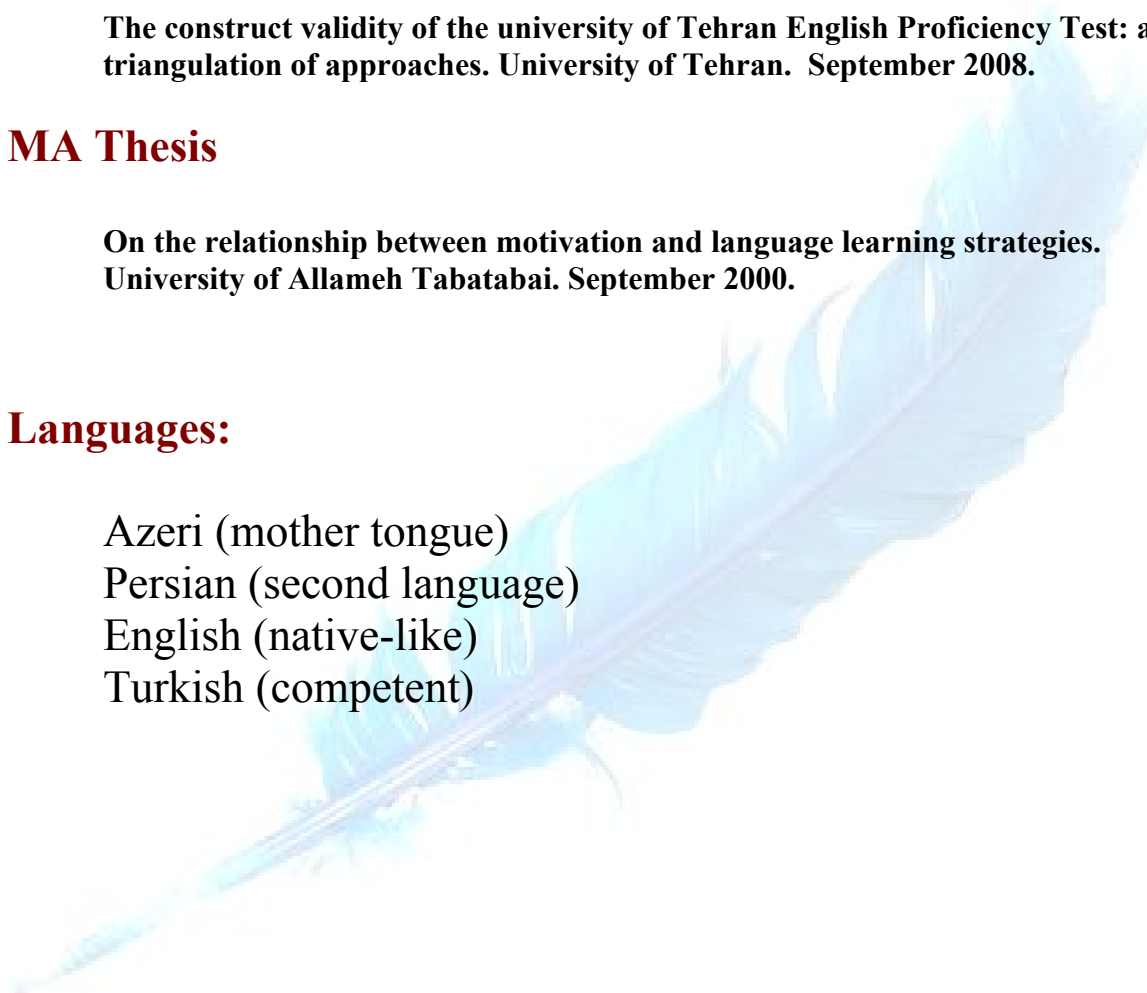 The construct validity of the university of Tehran English Proficiency Test: a
triangulation of approaches. University of Tehran.  September 2008.
MA Thesis
On the relationship between motivation and language learning strategies.
University of Allameh Tabatabai. September 2000.
Languages:
Azeri (mother tongue)
Persian (second language)
English (native-like)
Turkish (competent)